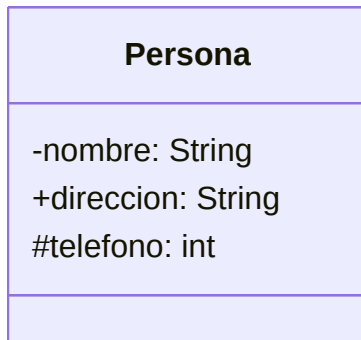 Persona
-nombre: String
+direccion: String
#telefono: int